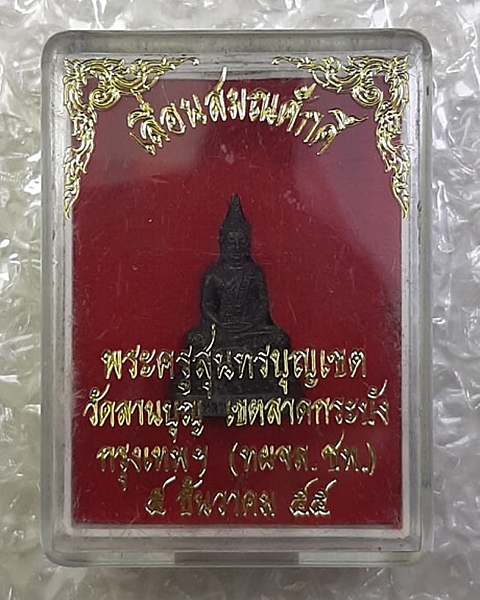 เลื่อนสมณศักดิ์
พระครูสุนทรบุญเขต
วัดลานบุญ เขตลาดกระบัง
กรุงเทพฯ (ทผจล.ชท.)
๕ ธันวาคม ๕๕